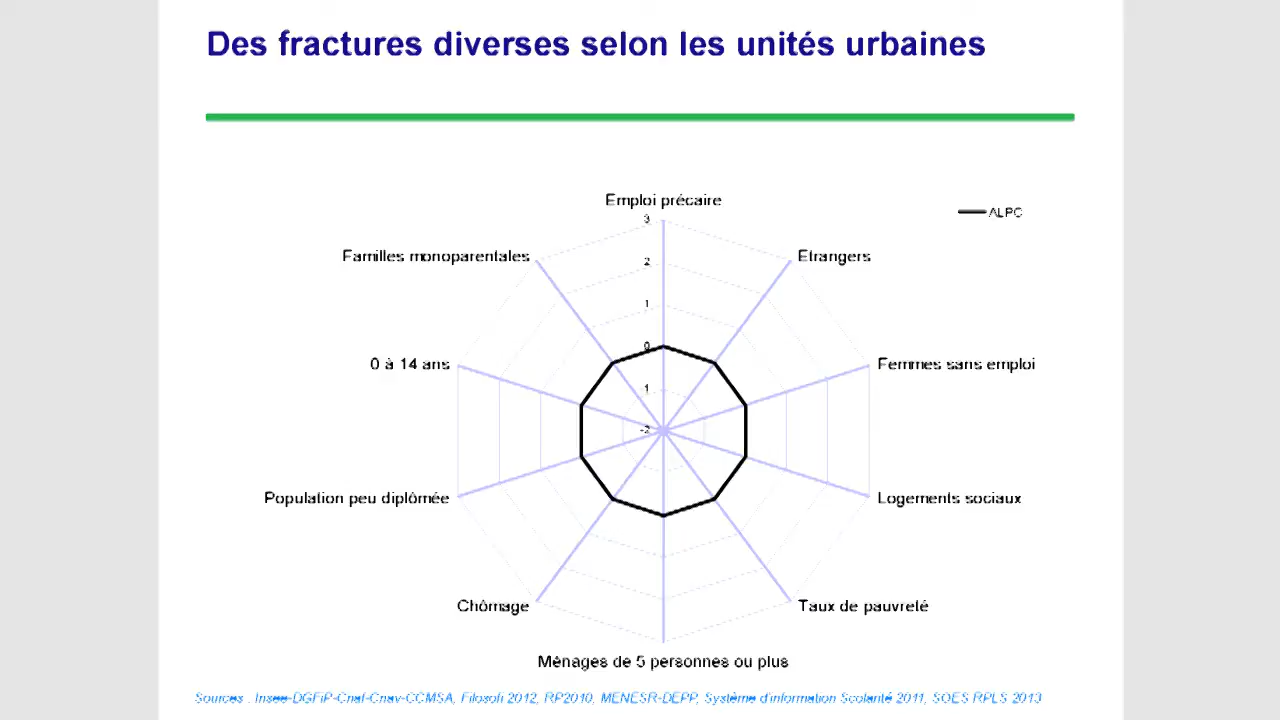 Des fractures diverses selon les unités urbaines
Emploi précaire
ALPC
3
Familles monoparentales
Etrangers
2
1
0
0 à 14 ans
Femmes sans emploi
1
-2
Population peu diplômée
Logements sociaux
Chômage
Taux de pauvreté
Ménages de 5 personnes ou plus
Sources : Insee-DGFiP-Cnaf-Cnav-CCMSA, Filosofi 2012, RP2010, MENESR-DEPP, Système d'information Scolarité 2011, SOES RPLS 2013